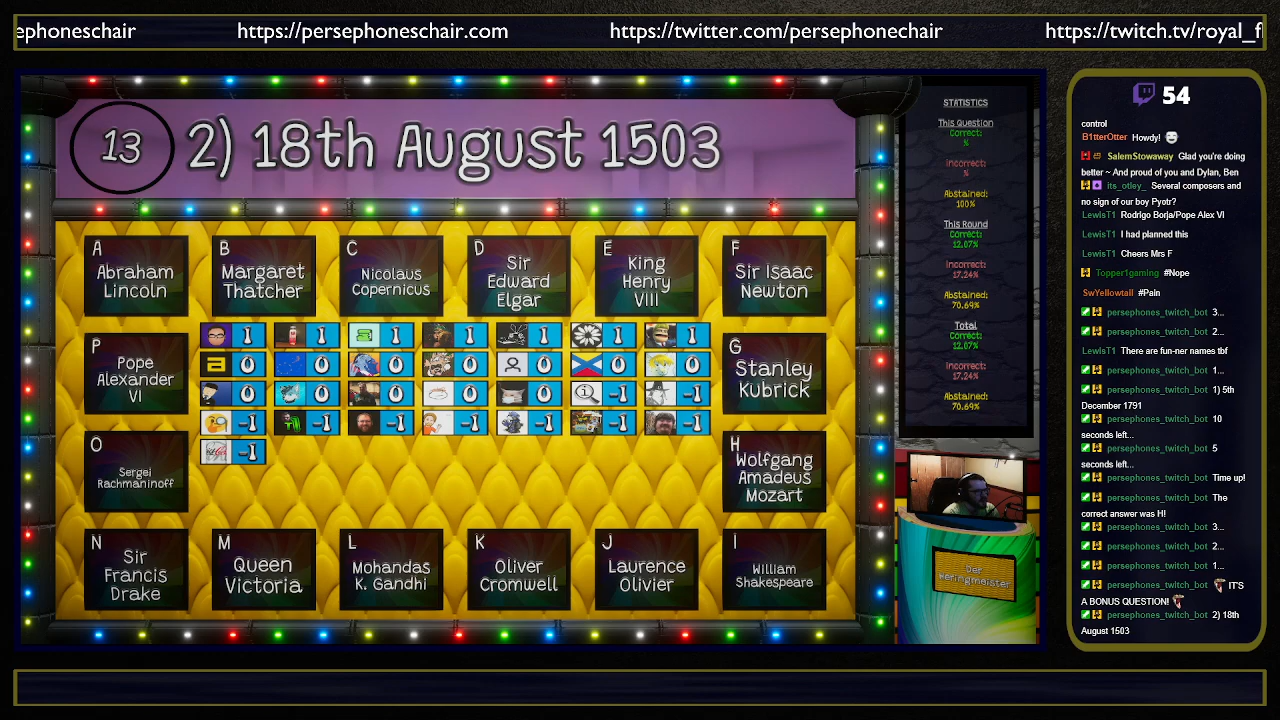 ephoneschair
https://persephoneschair.com
https://twitter.com/persephonechair
https://twitch.tv/royal_fl
13
2) 18th August 1503
A
Abraham
Lincoln
B
Margaret
Thatcher
C
Nicolaus
Copernicus
D
Sir
Edward
Elgar
E
King
Henry
VIII
F
Sir Isaac
Newton
P
Pope
Alexander
VI
G
Stanley
Kubrick
O
Sergei
Rachmaninoff
H
Wolfgang
Amadeus
Mozart
N
Sir
Francis
Drake
M
Queen
Victoria
L
Mohandas
K. Gandhi
K
Oliver
Cromwell
J
Laurence
Olivier
I
William
Shakespeare
1 1 1 1 1 1 1
0 0 0 0 0 0 0
0 0 0 0 0 -1 -1
-1 -1 -1 -1 -1 -1 -1
-1
STATISTICS
This Question
Correct:
%
Incorrect:
%
Abstained:
100%
This Round
Correct:
12.07%
Incorrect:
17.24%
Abstained:
70.69%
Total
Correct:
12.07%
Incorrect:
17.24%
Abstained:
70.69%
Der
Heringmeister
54
control
B1tterOtter Howdy!
SalemStowaway Glad you're doing
better ~ And proud of you and Dylan, Ben
its_otley_ Several composers and
no sign of our boy Pyotr?
LewisT1 Rodrigo Borja/Pope Alex VI
LewisT1 I had planned this
LewisT1 Cheers Mrs F
Topper1gaming #Nope
SwYellowtail #Pain
persephones_twitch_bot 3...
persephones_twitch_bot 2...
LewisT1 There are fun-ner names tbf
persephones_twitch_bot 1...
persephones_twitch_bot 1) 5th
December 1791
persephones_twitch_bot 10
seconds left...
persephones_twitch_bot 5
seconds left...
persephones_twitch_bot Time up!
persephones_twitch_bot The
correct answer was H!
persephones_twitch_bot 3...
persephones_twitch_bot 2...
persephones_twitch_bot 1...
persephones_twitch_bot IT'S
A BONUS QUESTION!
persephones_twitch_bot 2) 18th
August 1503